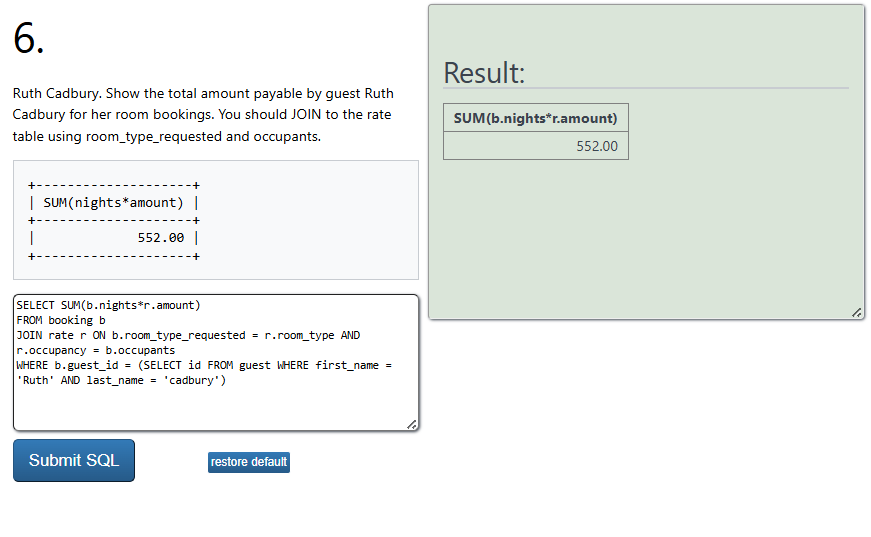 6.
Ruth Cadbury. Show the total amount payable by guest Ruth
Cadbury for her room bookings. You should JOIN to the rate
table using room_type_requested and occupants.
+--------------------+
| SUM(nights*amount) |
+--------------------+
|             552.00 |
+--------------------+
SELECT SUM(b.nights*r.amount)
FROM booking b
JOIN rate r ON b.room_type_requested = r.room_type AND
r.occupancy = b.occupants
WHERE b.guest_id = (SELECT id FROM guest WHERE first_name =
'Ruth' AND last_name = 'cadbury')
Submit SQL
restore default
Result:
SUM(b.nights*r.amount)
552.00